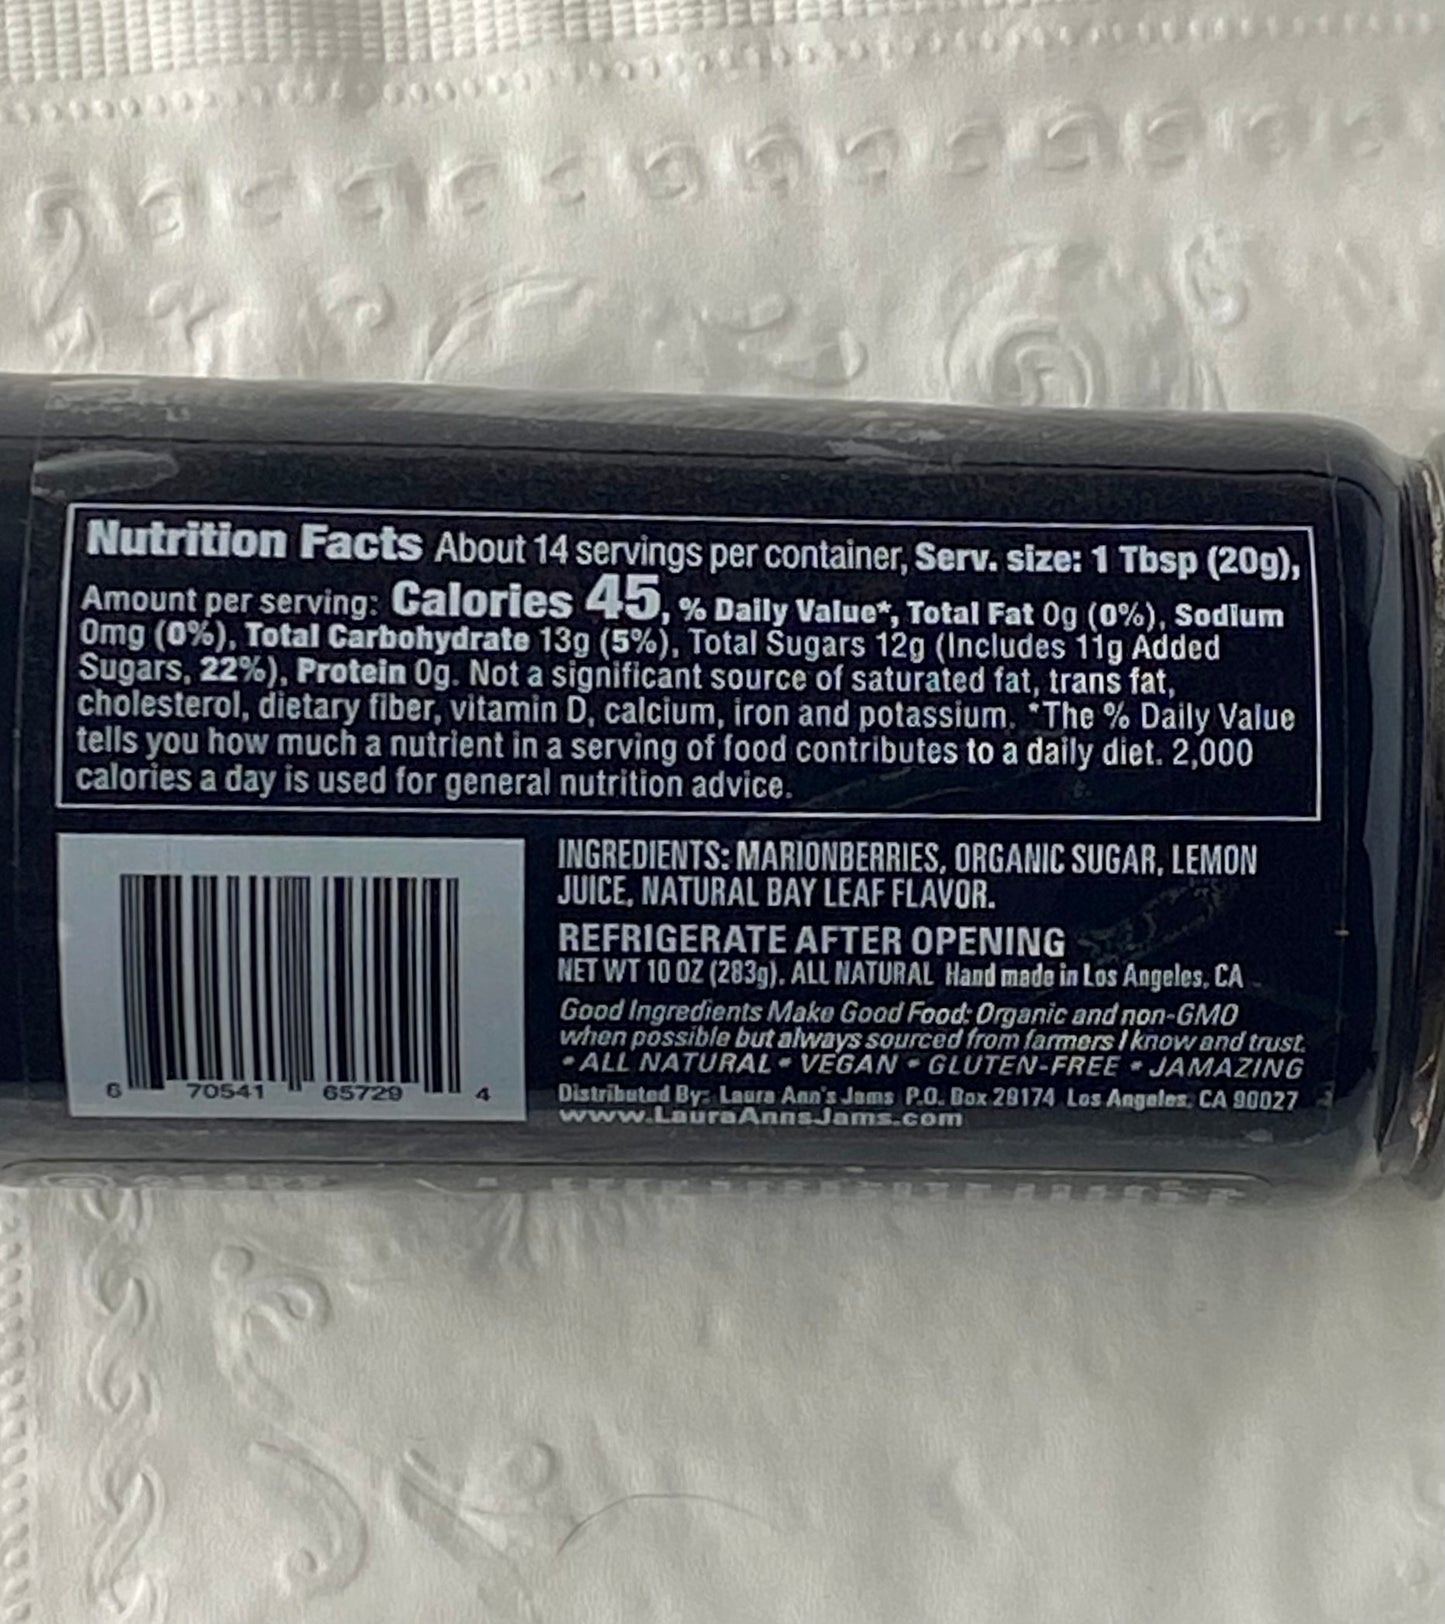 Nutrition Facts About 14 servings per container, Serv. size: 1 Tbsp (20g),
Amount per serving: Calories 45, % Daily Value*, Total Fat 0g (0%), Sodium
0mg (0%), Total Carbohydrate 13g (5%), Total Sugars 12g (Includes 11g Added
Sugars, 22%), Protein 0g. Not a significant source of saturated fat, trans fat,
cholesterol, dietary fiber, vitamin D, calcium, iron and potassium. *The % Daily Value
tells you how much a nutrient in a serving of food contributes to a daily diet. 2,000
calories a day is used for general nutrition advice.
INGREDIENTS: MARIONBERRIES, ORGANIC SUGAR, LEMON
JUICE, NATURAL BAY LEAF FLAVOR.
REFRIGERATE AFTER OPENING
NET WT 10 OZ (283g). ALL NATURAL Hand made in Los Angeles, CA
Good Ingredients Make Good Food: Organic and non-GMO
when possible but always sourced from farmers I know and trust.
• ALL NATURAL • VEGAN • GLUTEN-FREE • JAMAZING
Distributed By: Laura Ann's Jams P.O. Box 29174 Los Angeles, CA 90027
www.LauraAnnsJams.com
6 70541 65729 4